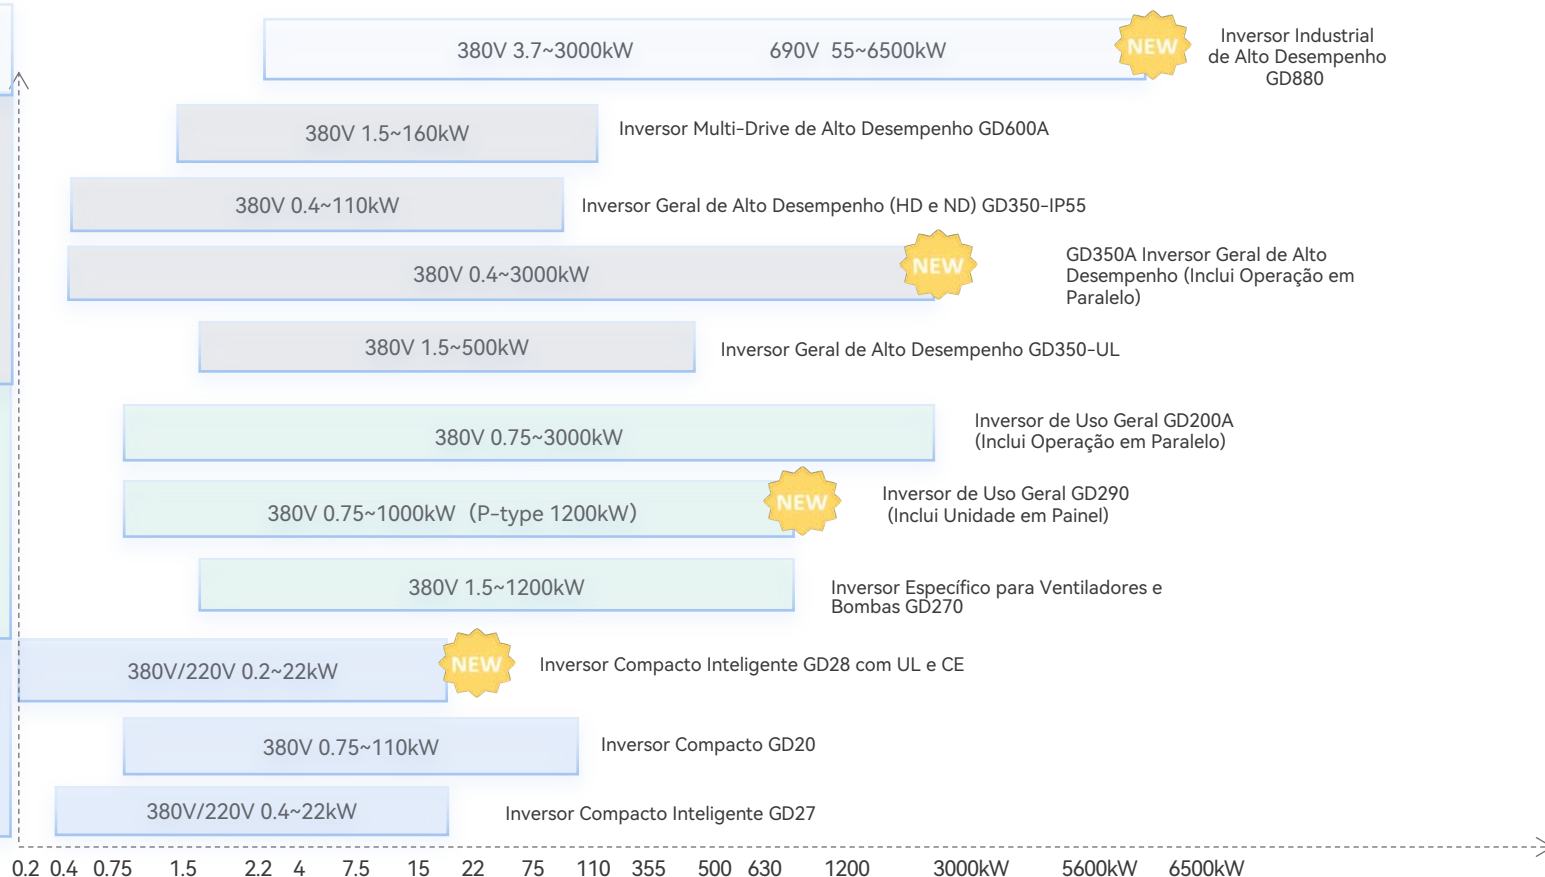 380V 3.7~3000kW 690V 55~6500kW NEW
Inversor Industrial
de Alto Desempenho
GD880
380V 1.5~160kW Inversor Multi-Drive de Alto Desempenho GD600A
380V 0.4~110kW Inversor Geral de Alto Desempenho (HD e ND) GD350-IP55
380V 0.4~3000kW NEW
GD350A Inversor Geral de Alto
Desempenho (Inclui Operação em
Paralelo)
380V 1.5~500kW Inversor Geral de Alto Desempenho GD350-UL
380V 0.75~3000kW
Inversor de Uso Geral GD200A
(Inclui Operação em Paralelo)
380V 0.75~1000kW（P-type 1200kW） NEW
Inversor de Uso Geral GD290
(Inclui Unidade em Painel)
380V 1.5~1200kW
Inversor Específico para Ventiladores e
Bombas GD270
380V/220V 0.2~22kW NEW Inversor Compacto Inteligente GD28 com UL e CE
380V 0.75~110kW Inversor Compacto GD20
380V/220V 0.4~22kW Inversor Compacto Inteligente GD27
0.2 0.4 0.75 1.5 2.2 4 7.5 15 22 75 110 355 500 630 1200 3000kW 5600kW 6500kW